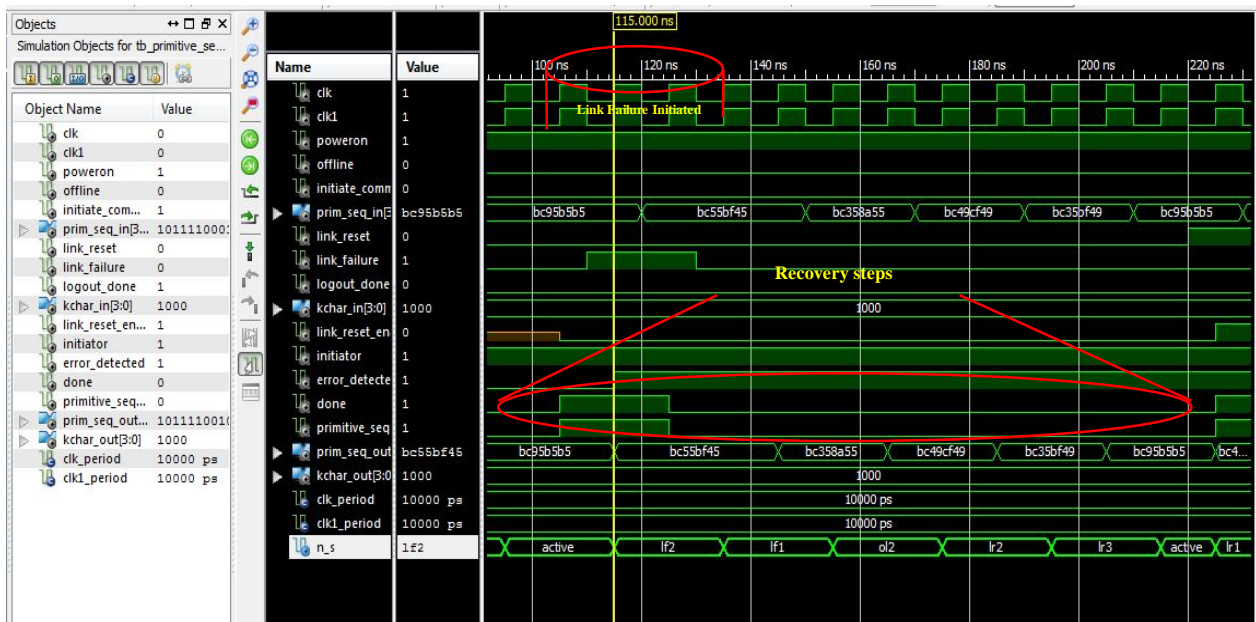 Objects
Simulation Objects for tb_primitive_se...
Object Name Value
clk 0
clk1 0
poweron 1
offline 0
initiate_com... 1
prim_seq_in[3... 101111000
link_reset 0
link_failure 0
logout_done 1
kchar_in[3:0] 1000
link_reset_en... 1
initiator 1
error_detected 1
done 0
primitive_seq... 0
prim_seq_out... 101111001
kchar_out[3:0] 1000
clk_period 10000 ps
clk1_period 10000 ps
115.000 ns
Name Value
100 ns 120 ns 140 ns 160 ns 180 ns 200 ns 220 ns
clk 1
Link Failure Initiated
clk1 1
poweron 1
offline 0
initiate_comm 0
prim_seq_in[3 bc95b5b5 bc95b5b5 bc55bf45 bc358a55 bc49cf49 bc35bf49 bc95b5b5
link_reset 0
link_failure 1
Recovery steps
logout_done 0
kchar_in[3:0] 1000 1000
link_reset_en 0
initiator 1
error_detecte 1
done 1
primitive_seq 1
prim_seq_out bc55bf45 bc95b5b5 bc55bf45 bc358a55 bc49cf49 bc35bf49 bc95b5b5 bc4...
kchar_out[3:0 1000 1000
clk_period 10000 ps 10000 ps
clk1_period 10000 ps 10000 ps
n_s lf2 active lf2 lf1 ol2 lr2 lr3 active lr1